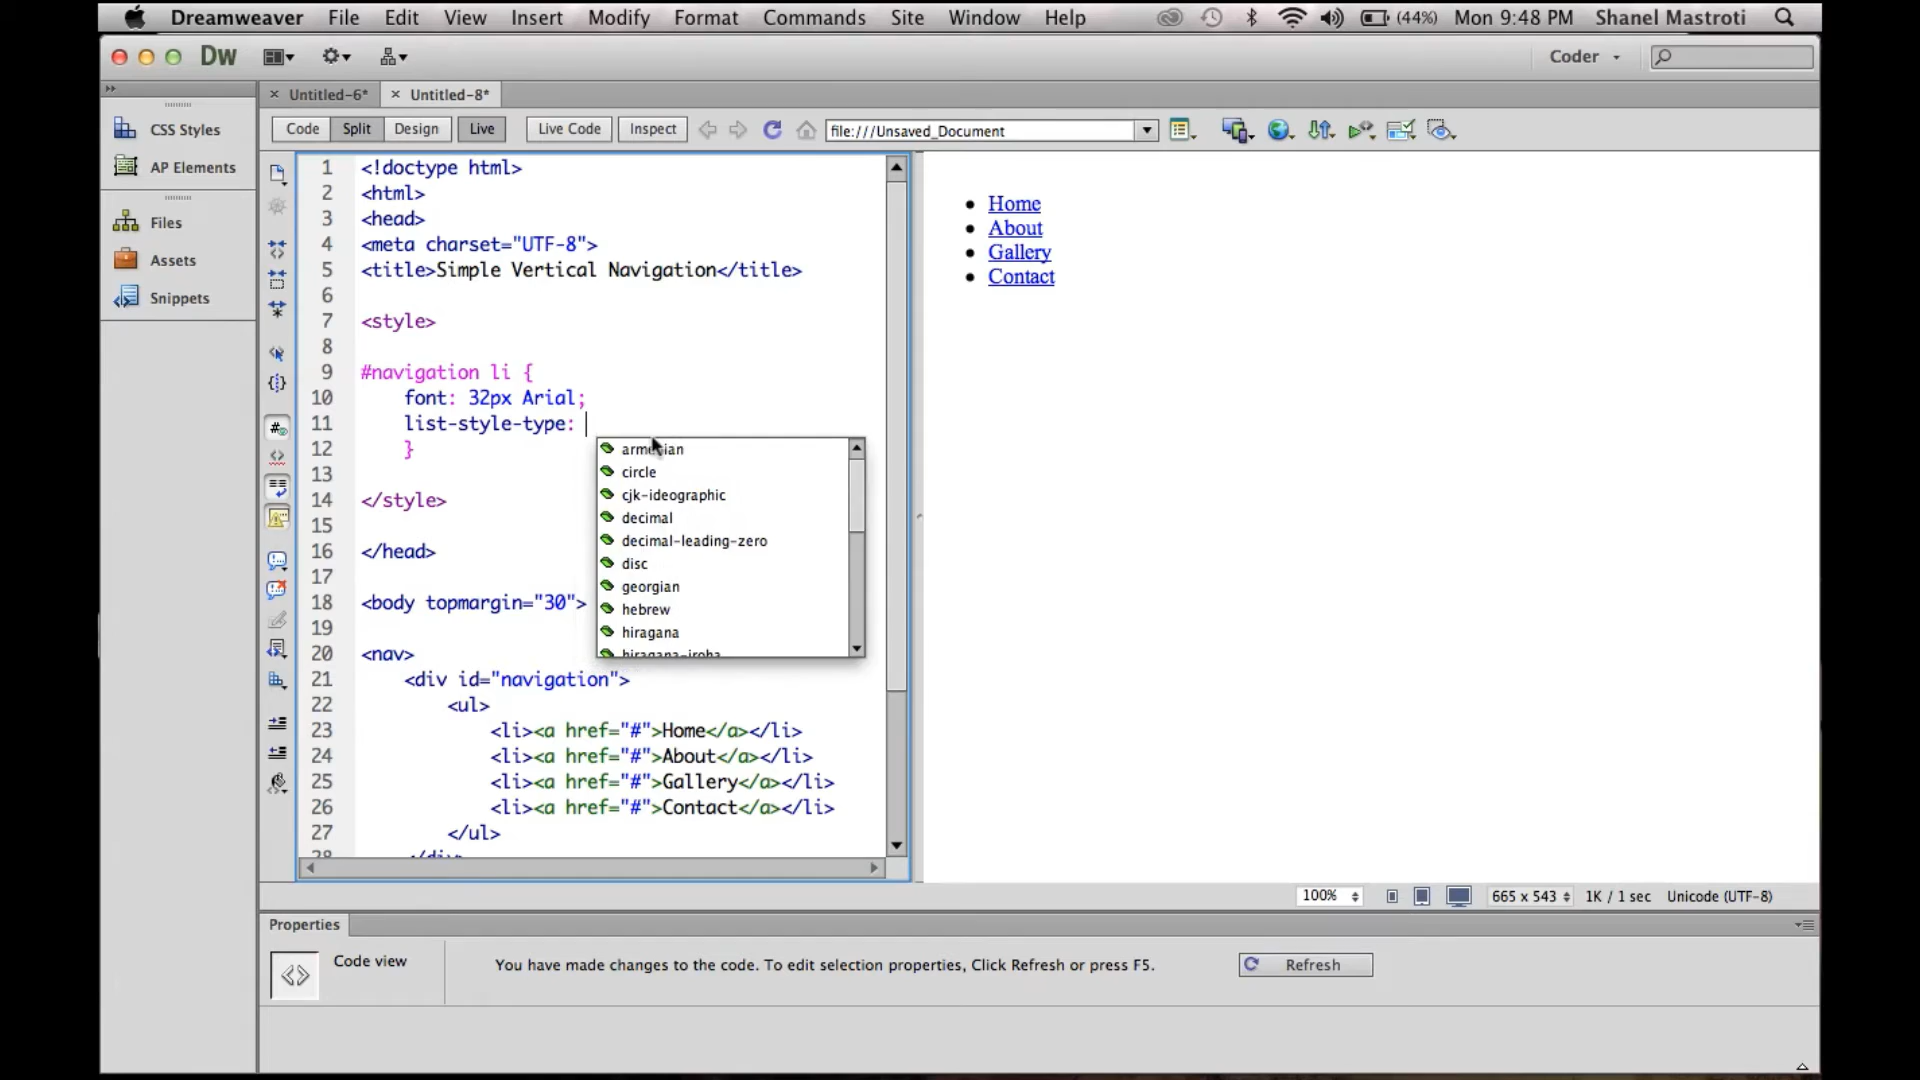 Dreamweaver File Edit View Insert Modify Format Commands Site Window Help (44%) Mon 9:48 PM Shanel Mastroti
Dw Coder
Untitled-6* Untitled-8*
Code Split Design Live Live Code Inspect file:///Unsaved_Document
CSS Styles
AP Elements
Files
Assets
Snippets
1 <!doctype html>
2 <html>
3 <head>
4 <meta charset="UTF-8">
5 <title>Simple Vertical Navigation</title>
6
7 <style>
8
9 #navigation li {
10 font: 32px Arial;
11 list-style-type:
12 }
13
14 </style>
15
16 </head>
17
18 <body topmargin="30">
19
20 <nav>
21 <div id="navigation">
22 <ul>
23 <li><a href="#">Home</a></li>
24 <li><a href="#">About</a></li>
25 <li><a href="#">Gallery</a></li>
26 <li><a href="#">Contact</a></li>
27 </ul>
28 </div>
armenian
circle
cjk-ideographic
decimal
decimal-leading-zero
disc
georgian
hebrew
hiragana
hiragana-iroha
Home
About
Gallery
Contact
100% 665 x 543 1K / 1 sec Unicode (UTF-8)
Properties
Code view
You have made changes to the code. To edit selection properties, Click Refresh or press F5.
Refresh